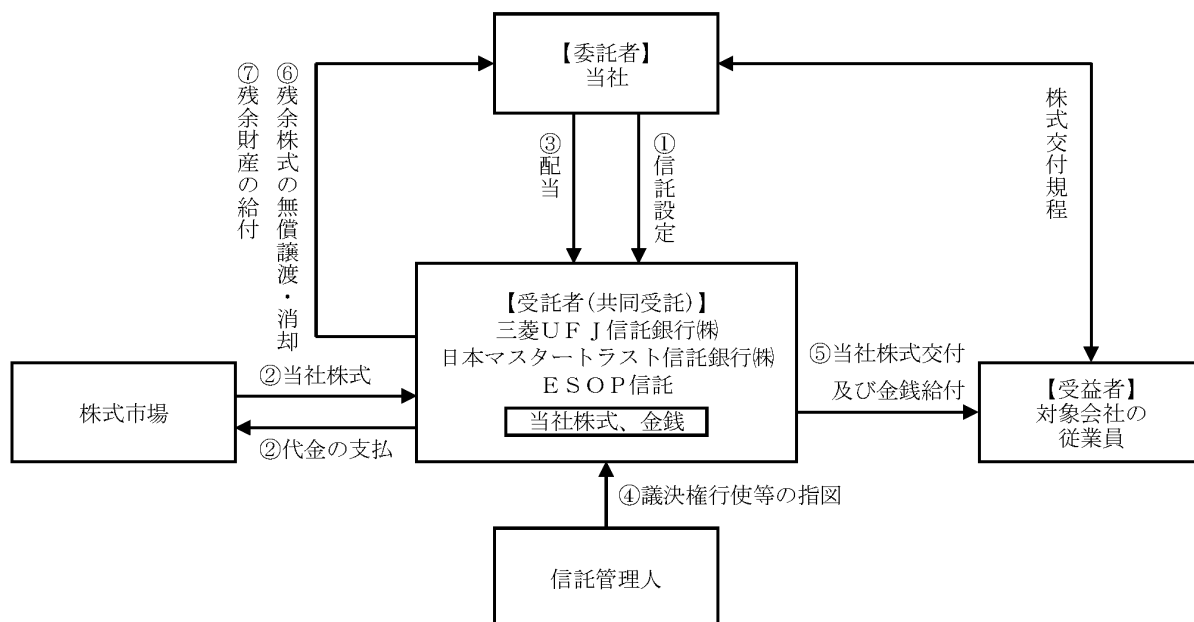 【委託者】
当社
⑦残余財産の給付
⑥残余株式の無償譲渡・消却
③配当
①信託設定
株式交付規程
【受託者(共同受託)】
三菱ＵＦＪ信託銀行㈱
日本マスタートラスト信託銀行㈱
ＥＳＯＰ信託
当社株式、金銭
株式市場
②当社株式
②代金の支払
⑤当社株式交付
及び金銭給付
【受益者】
対象会社の
従業員
④議決権行使等の指図
信託管理人